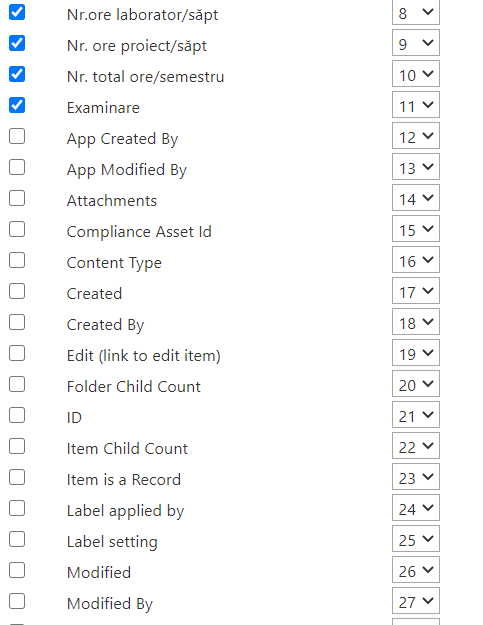 Nr.ore laborator/săpt 8
Nr. ore proiect/săpt 9
Nr. total ore/semestru 10
Examinare 11
App Created By 12
App Modified By 13
Attachments 14
Compliance Asset Id 15
Content Type 16
Created 17
Created By 18
Edit (link to edit item) 19
Folder Child Count 20
ID 21
Item Child Count 22
Item is a Record 23
Label applied by 24
Label setting 25
Modified 26
Modified By 27